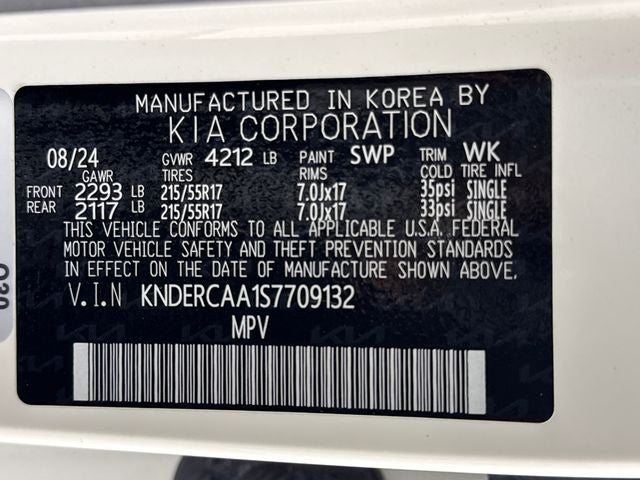 MANUFACTURED IN KOREA BY
KIA CORPORATION
08/24 GVWR 4212 LB PAINT SWP TRIM WK
GAWR TIRES RIMS COLD TIRE INFL
FRONT 2293 LB 215/55R17 7.0Jx17 35psi SINGLE
REAR 2117 LB 215/55R17 7.0Jx17 33psi SINGLE
THIS VEHICLE CONFORMS TO ALL APPLICABLE U.S.A. FEDERAL
MOTOR VEHICLE SAFETY AND THEFT PREVENTION STANDARDS
IN EFFECT ON THE DATE OF MANUFACTURE SHOWN ABOVE.
V.I.N KNDERCAA1S7709132
MPV